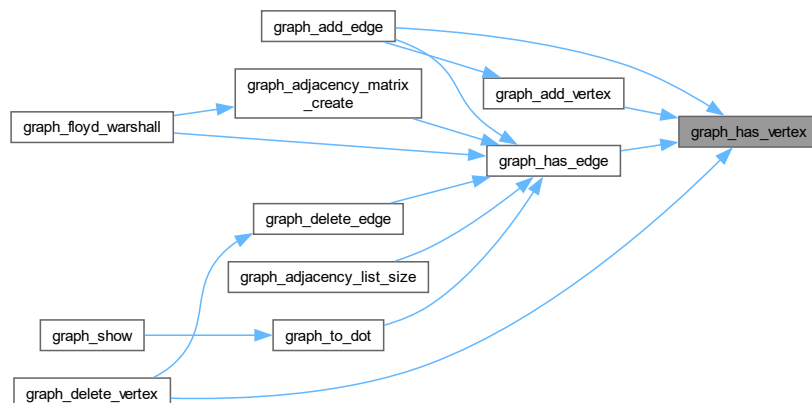 graph_add_edge
graph_adjacency_matrix
_create
graph_add_vertex
graph_floyd_warshall
graph_has_vertex
graph_has_edge
graph_delete_edge
graph_adjacency_list_size
graph_show
graph_to_dot
graph_delete_vertex